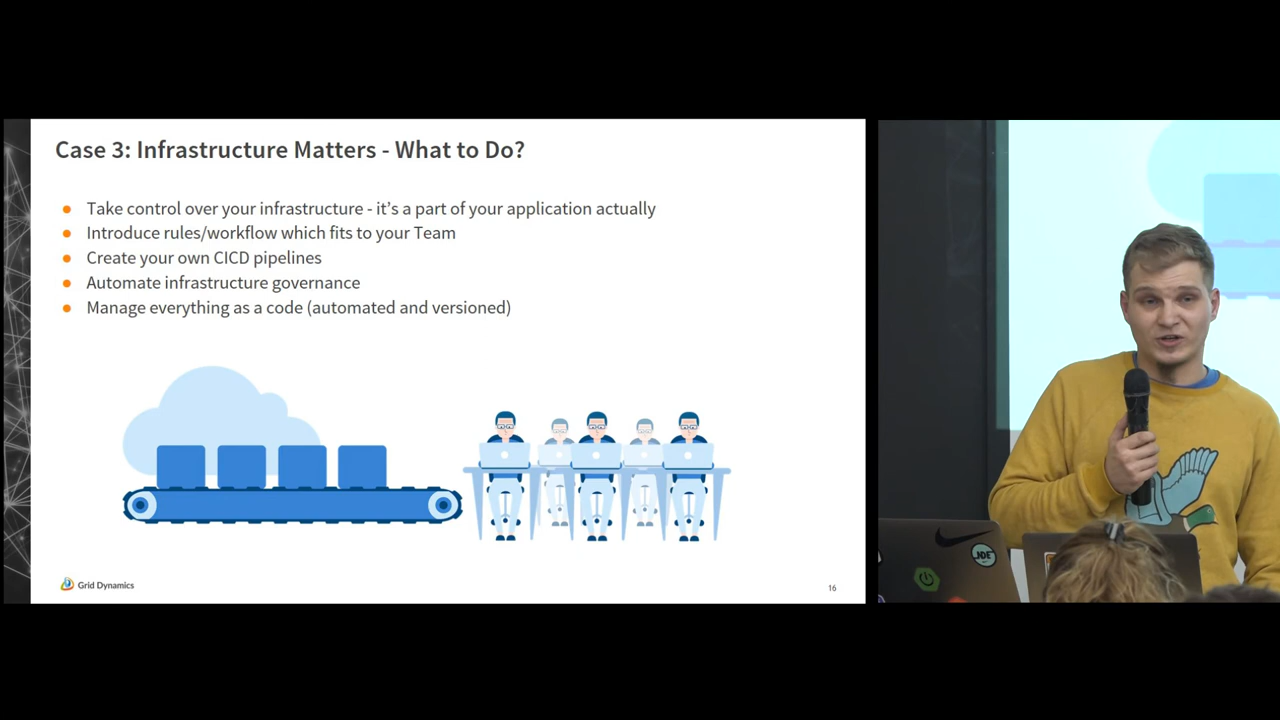 Case 3: Infrastructure Matters - What to Do?
● Take control over your infrastructure - it's a part of your application actually
● Introduce rules/workflow which fits to your Team
● Create your own CICD pipelines
● Automate infrastructure governance
● Manage everything as a code (automated and versioned)
Grid Dynamics
16